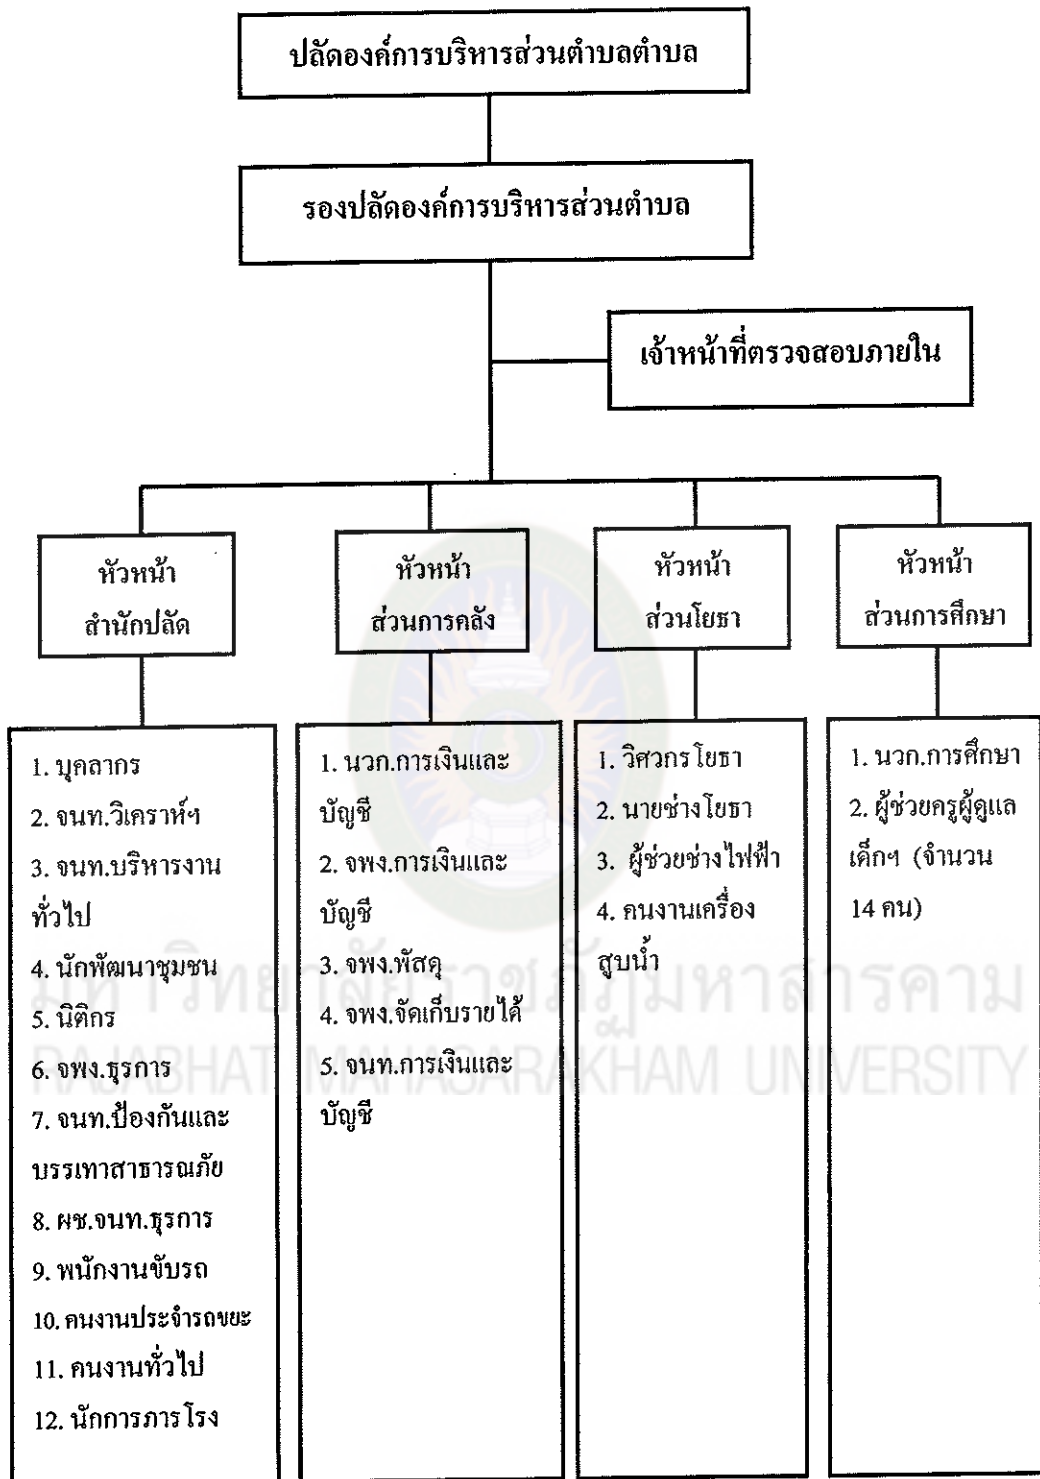 ปลัดองค์การบริหารส่วนตำบลตำบล
รองปลัดองค์การบริหารส่วนตำบล
เจ้าหน้าที่ตรวจสอบภายใน
หัวหน้า
สำนักปลัด
หัวหน้า
ส่วนการคลัง
หัวหน้า
ส่วนโยธา
หัวหน้า
ส่วนการศึกษา
1. บุคลากร
2. จนท.วิเคราห์ฯ
3. จนท.บริหารงาน
ทั่วไป
4. นักพัฒนาชุมชน
5. นิติกร
6. จพง.ธุรการ
7. จนท.ป้องกันและ
บรรเทาสาธารณภัย
8. ผช.จนท.ธุรการ
9. พนักงานขับรถ
10. คนงานประจำรถขยะ
11. คนงานทั่วไป
12. นักการภารโรง
1. นวก.การเงินและ
บัญชี
2. จพง.การเงินและ
บัญชี
3. จพง.พัสดุ
4. จพง.จัดเก็บรายได้
5. จนท.การเงินและ
บัญชี
1. วิศวกรโยธา
2. นายช่างโยธา
3. ผู้ช่วยช่างไฟฟ้า
4. คนงานเครื่อง
สูบน้ำ
1. นวก.การศึกษา
2. ผู้ช่วยครูผู้ดูแล
เด็กฯ (จำนวน
14 คน)
มหาวิทยาลัยราชภัฏมหาสารคาม
RAJABHAT MAHASARAKHAM UNIVERSITY